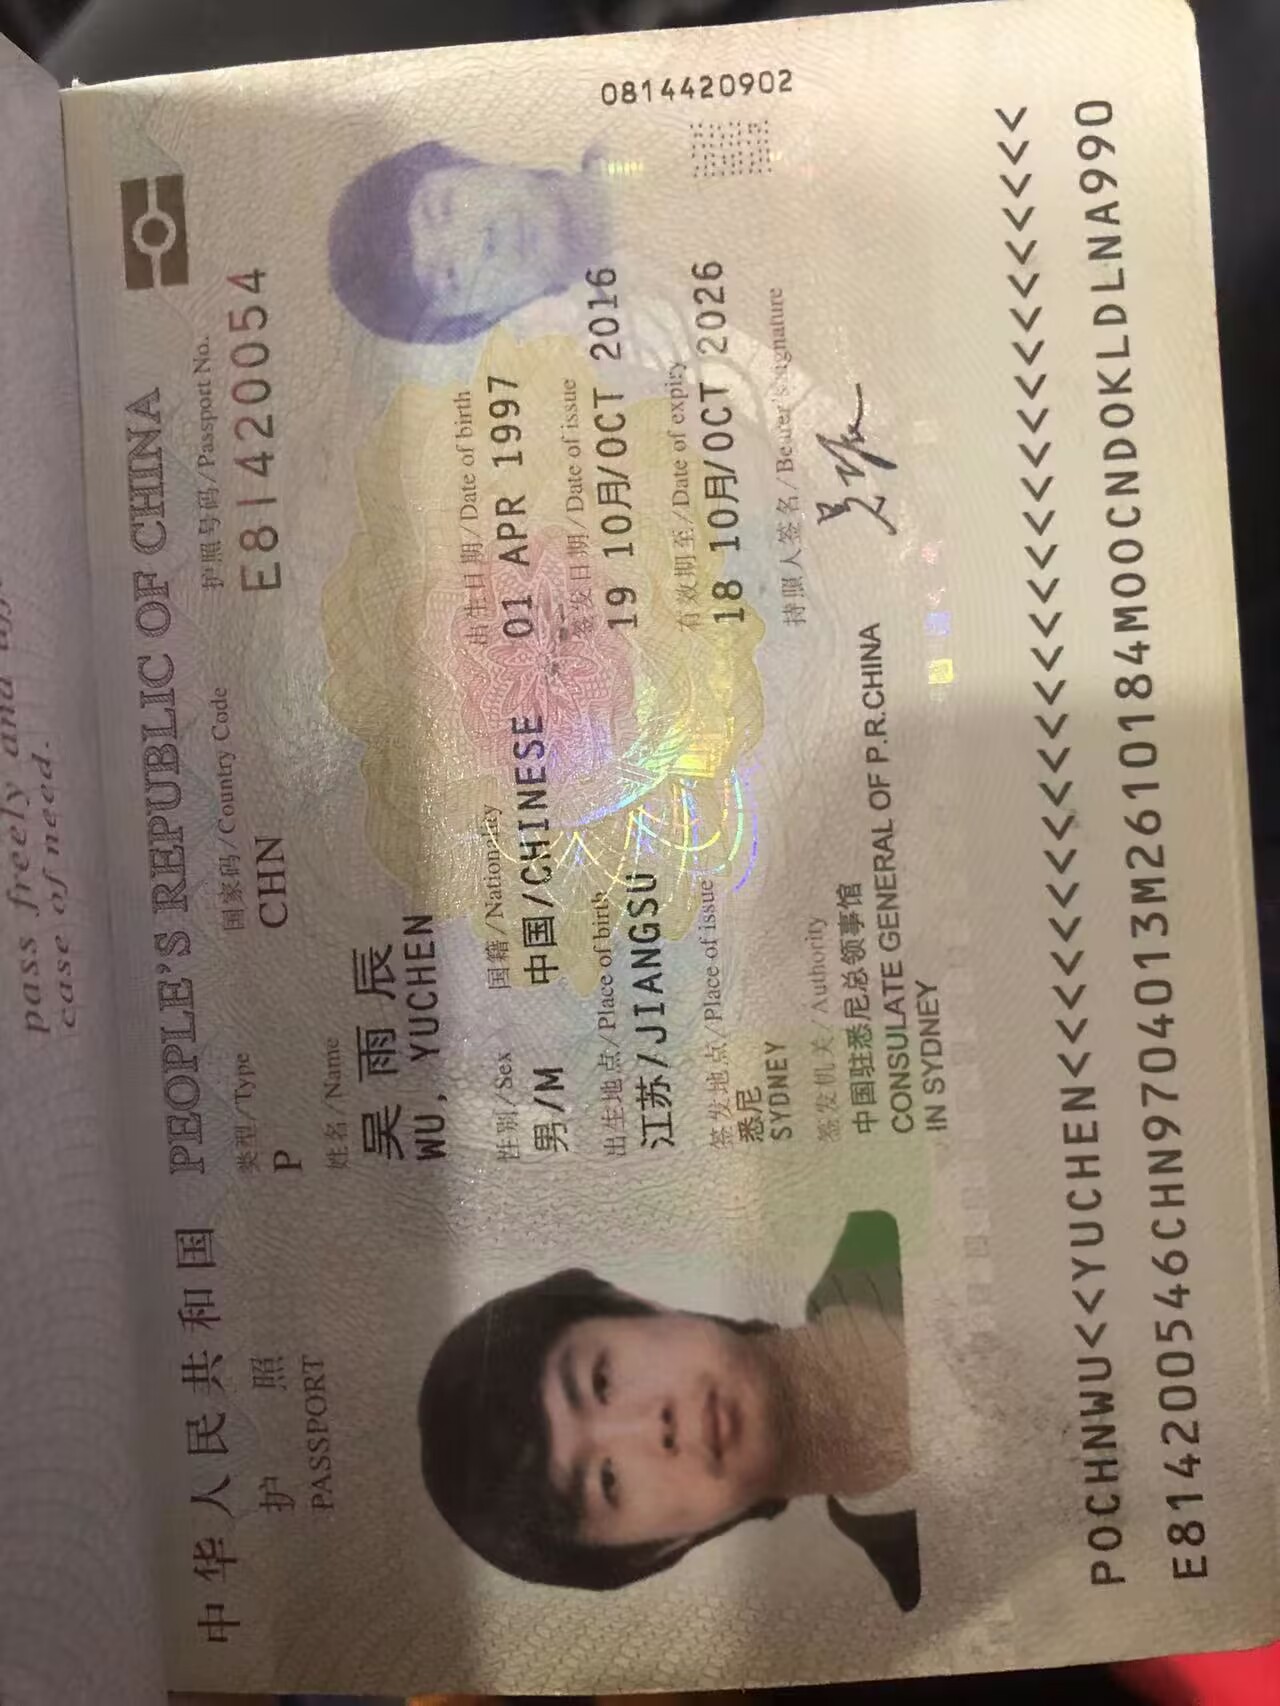 pass freely and
case of need.
中华人民共和国 PEOPLE'S REPUBLIC OF CHINA
护 照
PASSPORT
类型/Type
P
国家码/Country Code
CHN
护照号码/Passport No.
E81420054
姓名/Name
吴雨辰
WU, YUCHEN
性别/Sex
男/M
国籍/Nationality
中国/CHINESE
出生日期/Date of birth
01 APR 1997
出生地点/Place of birth
江苏/JIANGSU
签发日期/Date of issue
19 10月/OCT 2016
签发地点/Place of issue
悉尼
SYDNEY
有效期至/Date of expiry
18 10月/OCT 2026
签发机关/Authority
中国驻悉尼总领事馆
CONSULATE GENERAL OF P.R.CHINA
IN SYDNEY
持照人签名/Bearer's signature
0814420902
POCHNWU<<YUCHEN<<<<<<<<<<<<<<<<<<<<<<<<<<<<<
E814200546CHN9704013M2610184MOOCNDOKLDLNA990